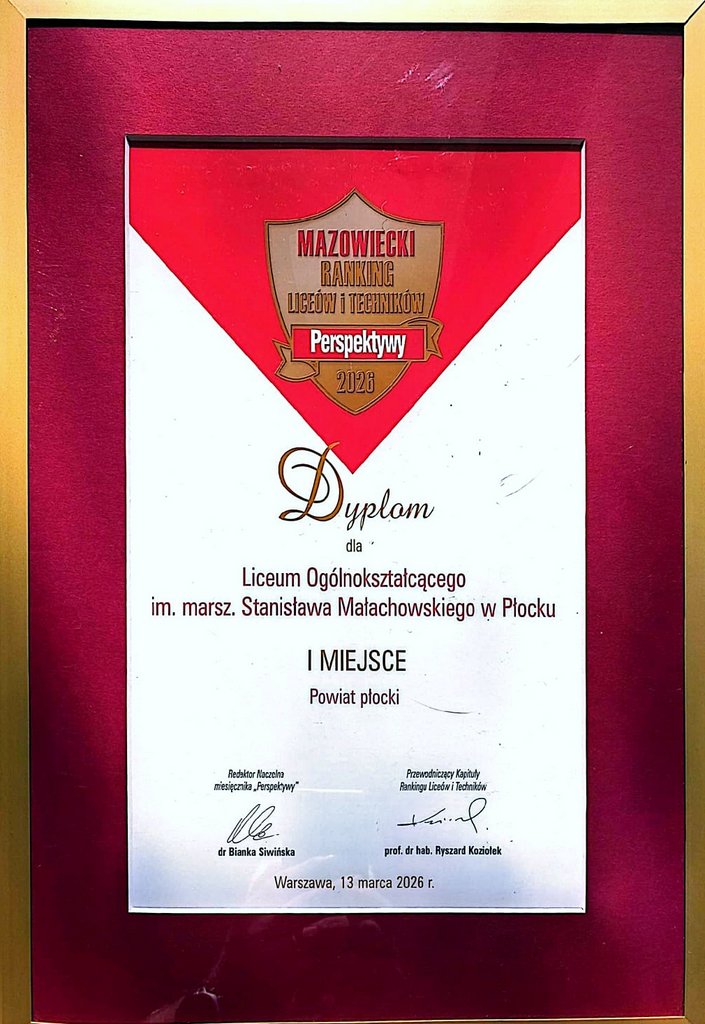 MAZOWIECKI
RANKING
LICEÓW i TECHNIKÓW
Perspektywy
2026
Dyplom
dla
Liceum Ogólnokształcącego
im. marsz. Stanisława Małachowskiego w Płocku
I MIEJSCE
Powiat płocki
Redaktor Naczelna
miesięcznika „Perspektywy”
dr Bianka Siwińska
Przewodniczący Kapituły
Rankingu Liceów i Techników
prof. dr hab. Ryszard Koziołek
Warszawa, 13 marca 2026 r.